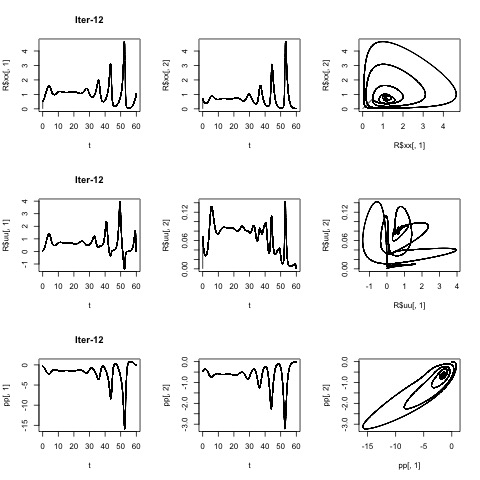 Iter-12
R$xx[, 1]
0 1 2 3 4
0 10 20 30 40 50 60
t
R$xx[, 2]
0 1 2 3 4
0 10 20 30 40 50 60
t
R$xx[, 2]
0 1 2 3 4
0 1 2 3 4
R$xx[, 1]
Iter-12
R$uu[, 1]
-1 0 1 2 3 4
0 10 20 30 40 50 60
t
R$uu[, 2]
0.00 0.06 0.12
0 10 20 30 40 50 60
t
R$uu[, 2]
0.00 0.06 0.12
-1 0 1 2 3 4
R$uu[, 1]
Iter-12
pp[, 1]
-15 -10 -5 0
0 10 20 30 40 50 60
t
pp[, 2]
-3.0 -2.0 -1.0 0.0
0 10 20 30 40 50 60
t
pp[, 2]
-3.0 -2.0 -1.0 0.0
-15 -10 -5 0
pp[, 1]